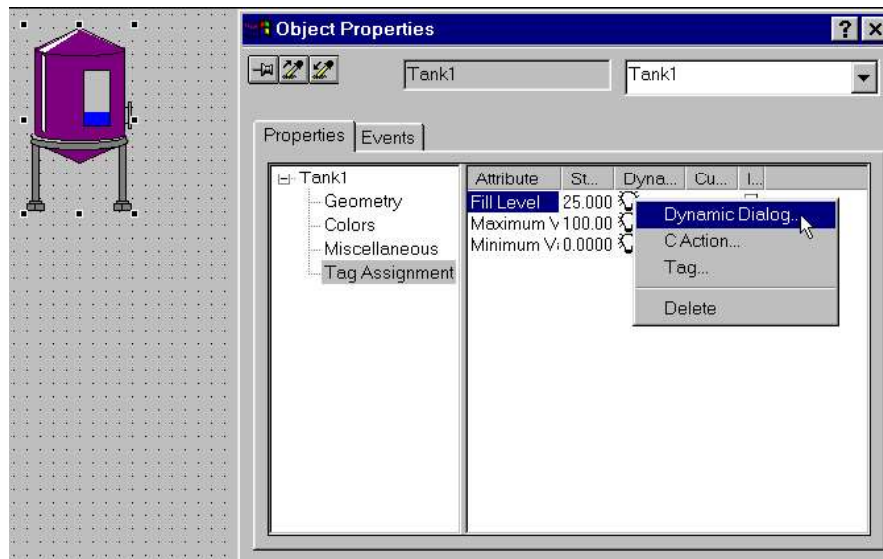 Object Properties
Tank1 Tank1
Properties Events
Tank1
Geometry
Colors
Miscellaneous
Tag Assignment
Attribute St... Dyna... Cu... I...
Fill Level 25.000
Maximum V 100.00
Minimum V 0.0000
Dynamic Dialog...
C Action...
Tag...
Delete